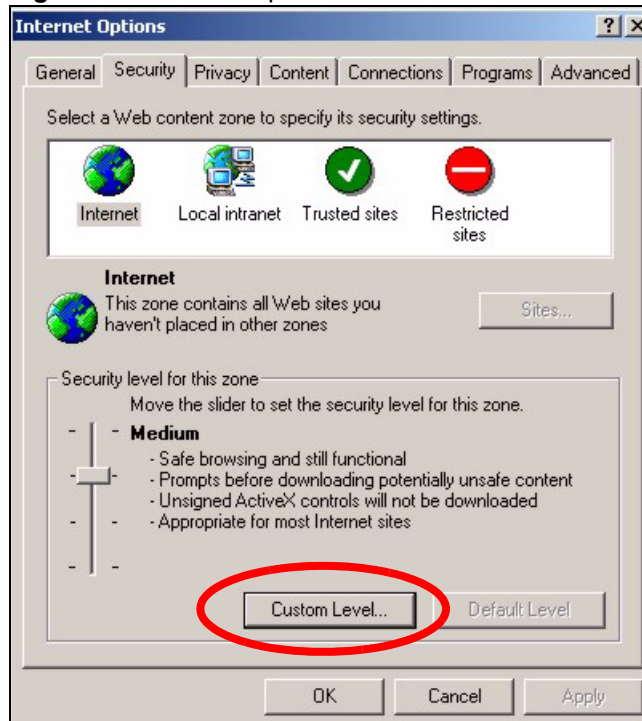 Internet Options
General Security Privacy Content Connections Programs Advanced
Select a Web content zone to specify its security settings.
Internet Local intranet Trusted sites Restricted sites
Internet
This zone contains all Web sites you
haven't placed in other zones
Sites...
Security level for this zone
Move the slider to set the security level for this zone.
Medium
- Safe browsing and still functional
- Prompts before downloading potentially unsafe content
- Unsigned ActiveX controls will not be downloaded
- Appropriate for most Internet sites
Custom Level... Default Level
OK Cancel Apply